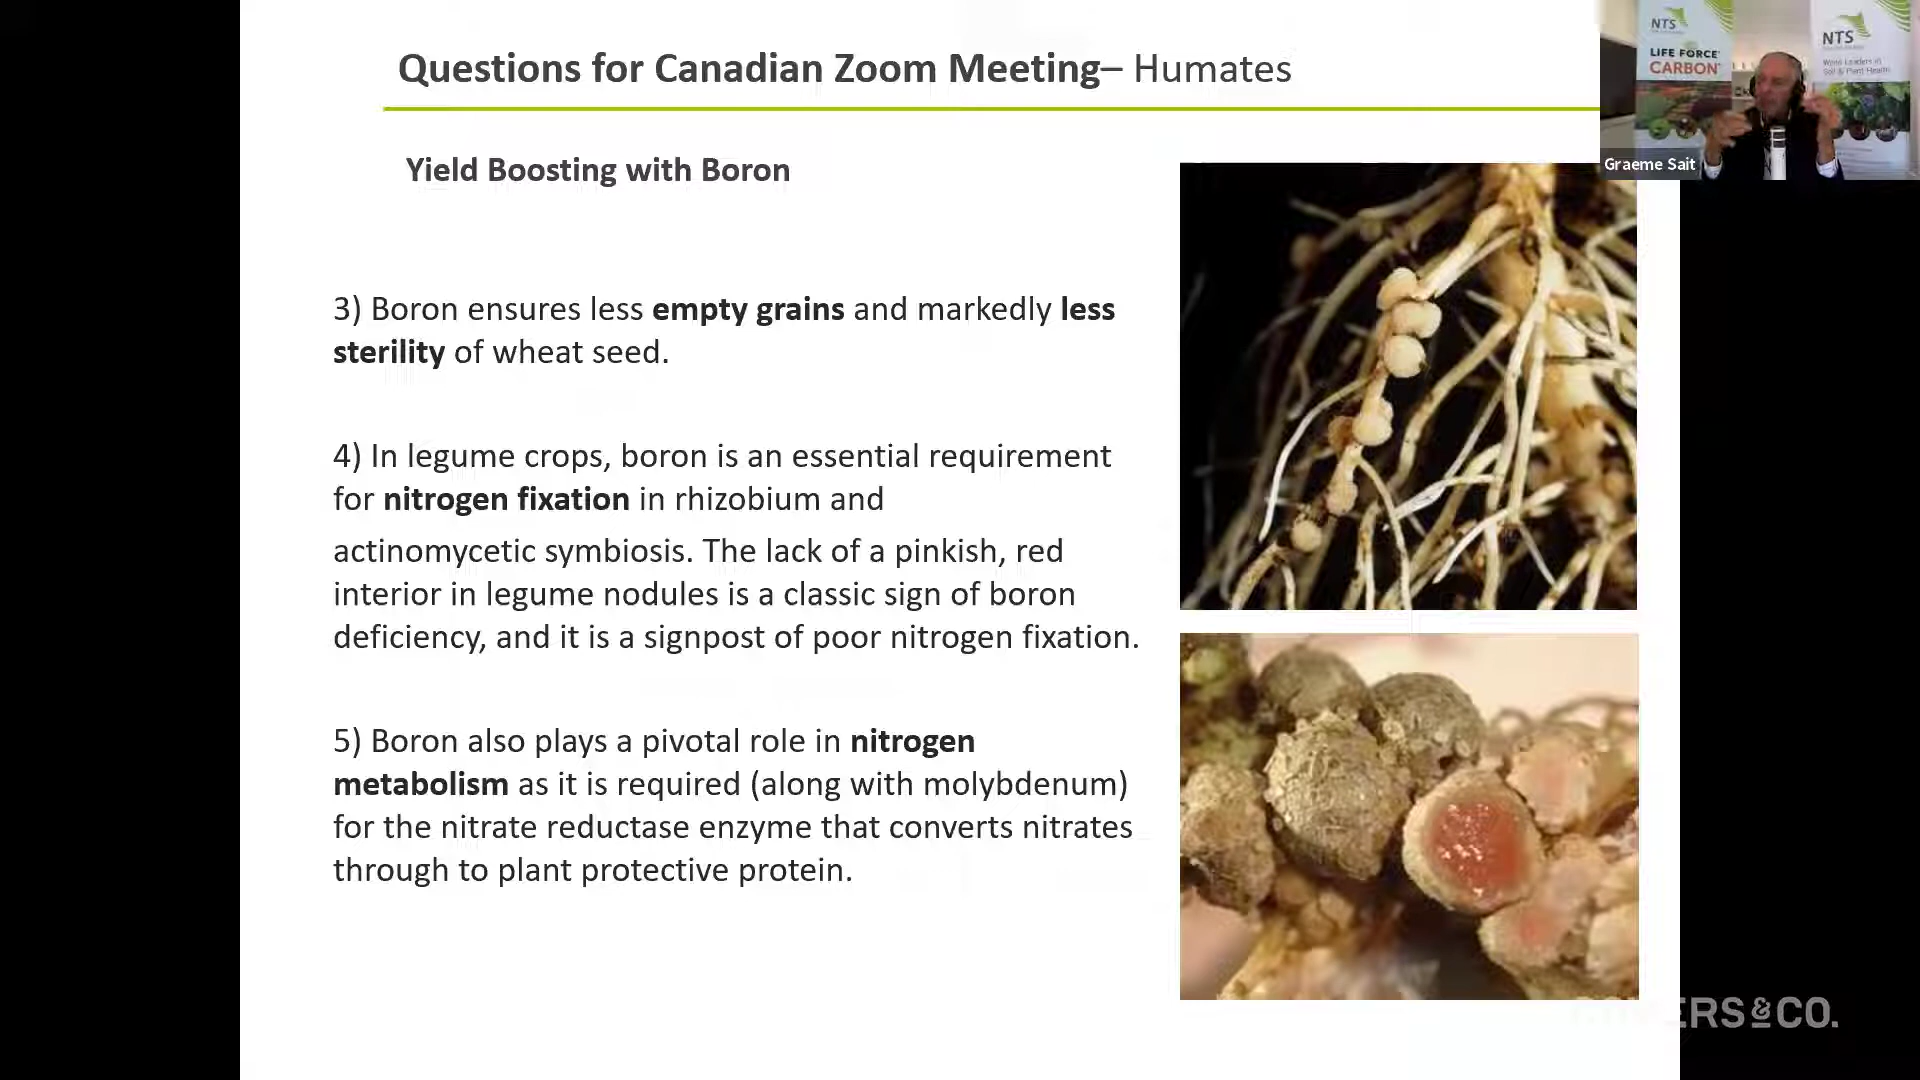 Questions for Canadian Zoom Meeting– Humates
Yield Boosting with Boron
3) Boron ensures less empty grains and markedly less
sterility of wheat seed.
4) In legume crops, boron is an essential requirement
for nitrogen fixation in rhizobium and
actinomycetic symbiosis. The lack of a pinkish, red
interior in legume nodules is a classic sign of boron
deficiency, and it is a signpost of poor nitrogen fixation.
5) Boron also plays a pivotal role in nitrogen
metabolism as it is required (along with molybdenum)
for the nitrate reductase enzyme that converts nitrates
through to plant protective protein.
NTS
LIFE FORCE
CARBON
NTS
Soil & Plant Health
Graeme Sait
ERS&CO.